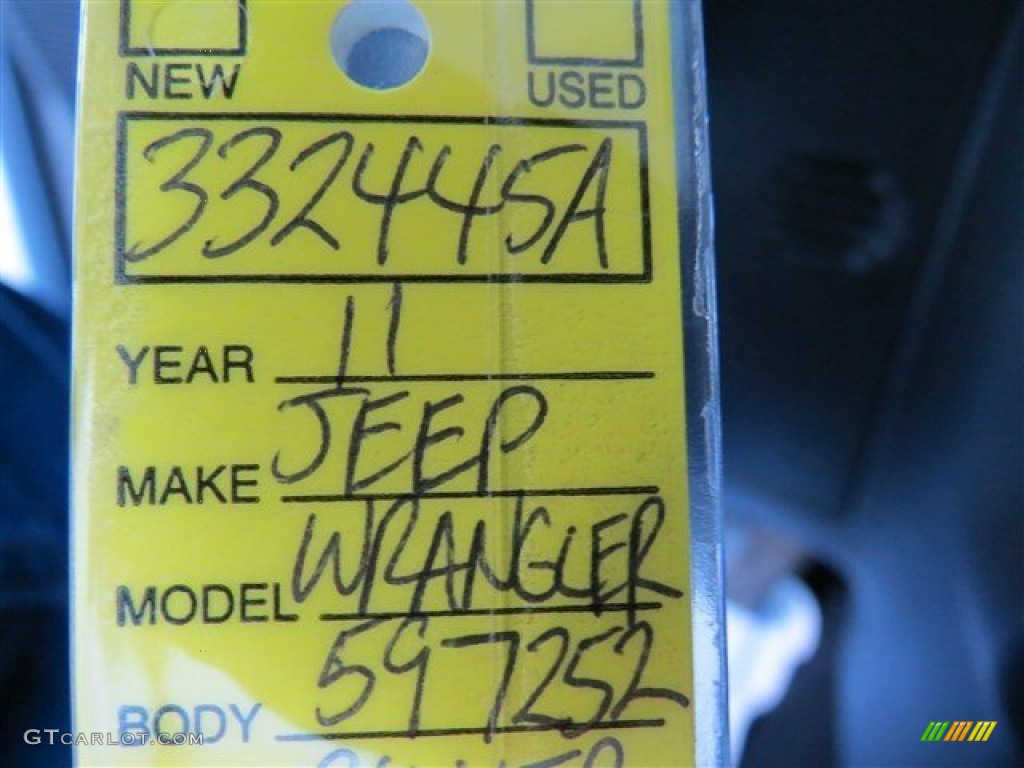 NEW USED
332445A
YEAR 11
MAKE JEEP
MODEL WRANGLER
BODY 597252
GTCARLOT.COM